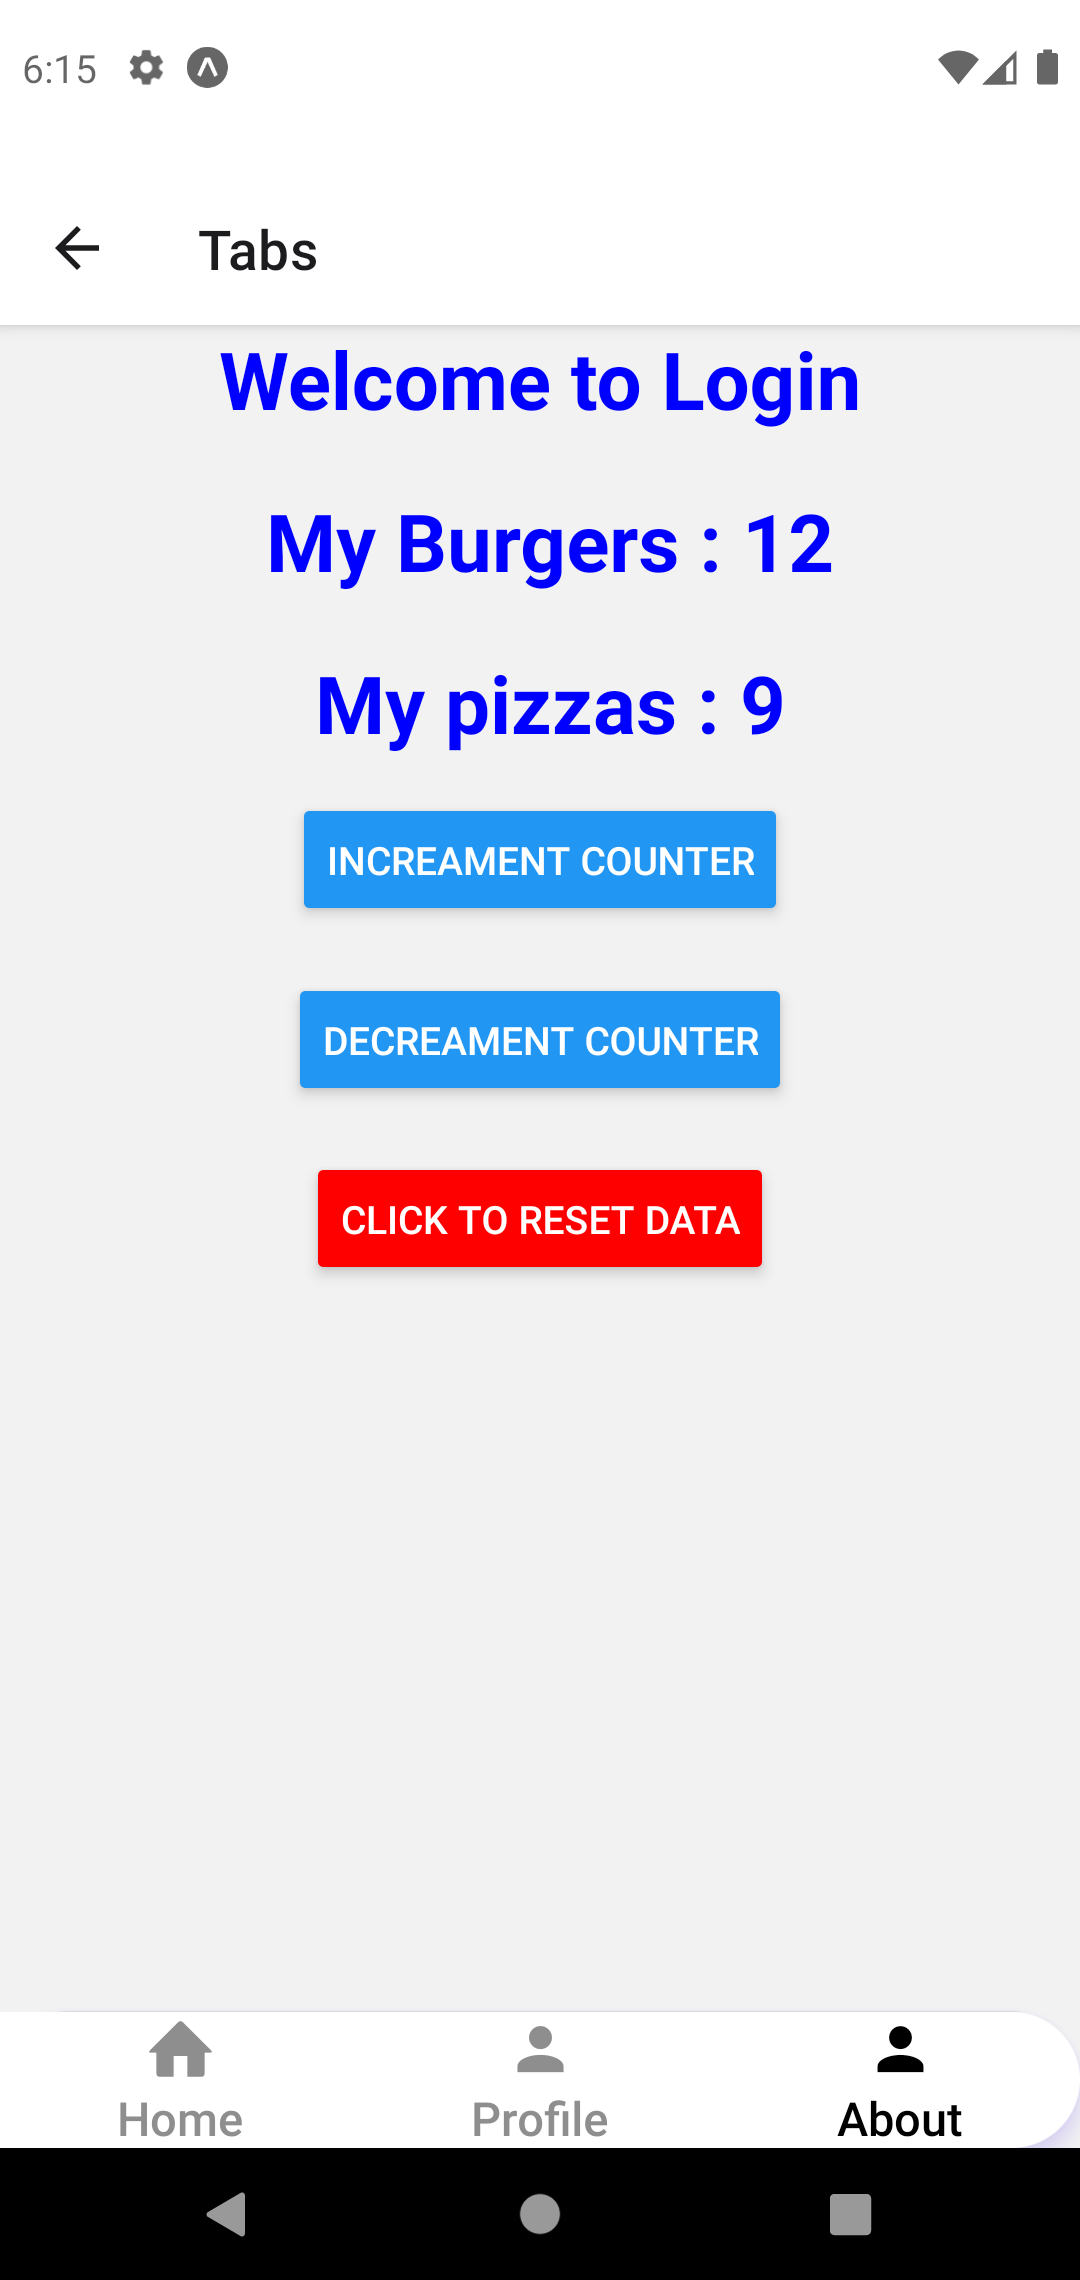 6:15
Tabs
Welcome to Login
My Burgers : 12
My pizzas : 9
INCREAMENT COUNTER
DECREAMENT COUNTER
CLICK TO RESET DATA
Home Profile About